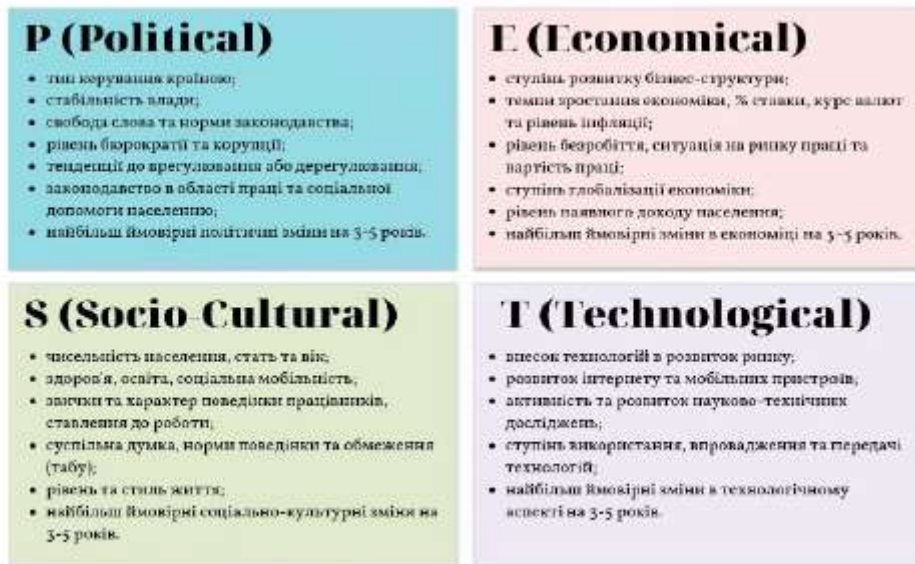 P (Political)
• тип керування країною;
• стабільність влади;
• свобода слова та норми законодавства;
• рівень бюрократії та корупції;
• тенденції до врегулювання або дерегулювання;
• законодавство в області праці та соціальної
допомоги населенню;
• найбільш ймовірні політичні зміни на 3-5 років.
E (Economical)
• ступінь розвитку бізнес-структури;
• темпи зростання економіки, % ставки, курс валют
та рівень інфляції;
• рівень безробіття, ситуація на ринку праці та
вартість праці;
• ступінь глобалізації економіки;
• рівень наявного доходу населення;
• найбільш ймовірні зміни в економіці на 3-5 років.
S (Socio-Cultural)
• чисельність населення, стать та вік;
• здоров'я, освіта, соціальна мобільність;
• звички та характер поведінки працівників,
ставлення до роботи;
• суспільна думка, норми поведінки та обмеження
(табу);
• рівень та стиль життя;
• найбільш ймовірні соціально-культурні зміни на
3-5 років.
T (Technological)
• внесок технологій в розвиток ринку;
• розвиток інтернету та мобільних пристроїв;
• активність та розвиток науково-технічних
досліджень;
• ступінь використання, впровадження та передачі
технологій;
• найбільш ймовірні зміни в технологічному
аспекті на 3-5 років.